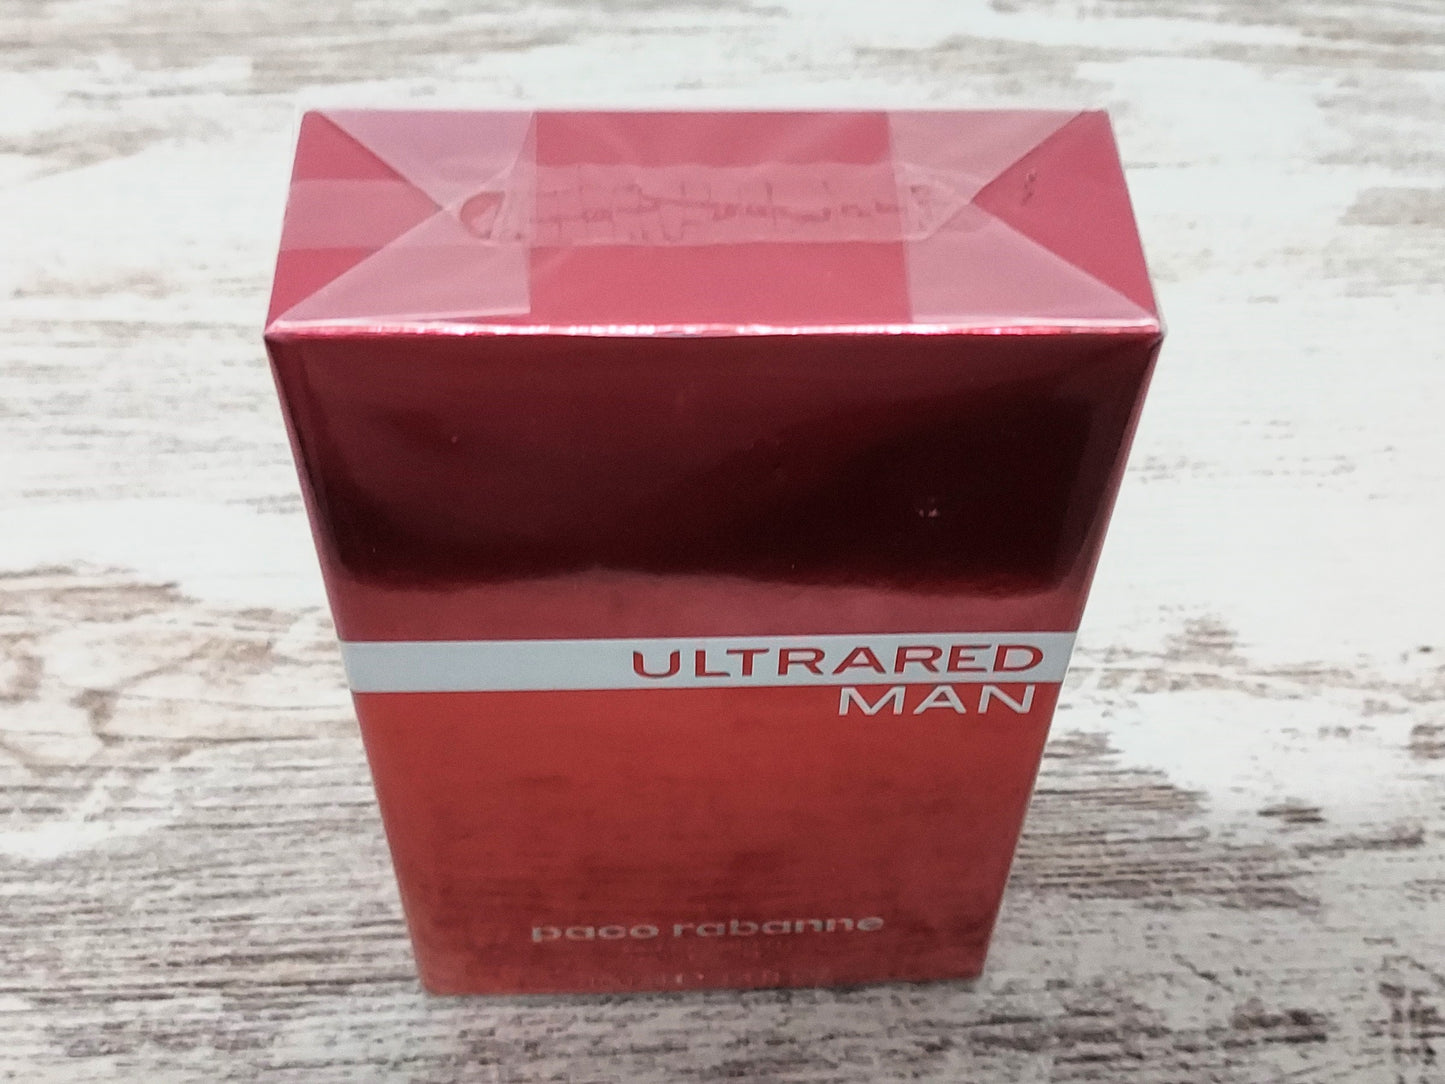 ULTRARED
MAN
paco rabanne